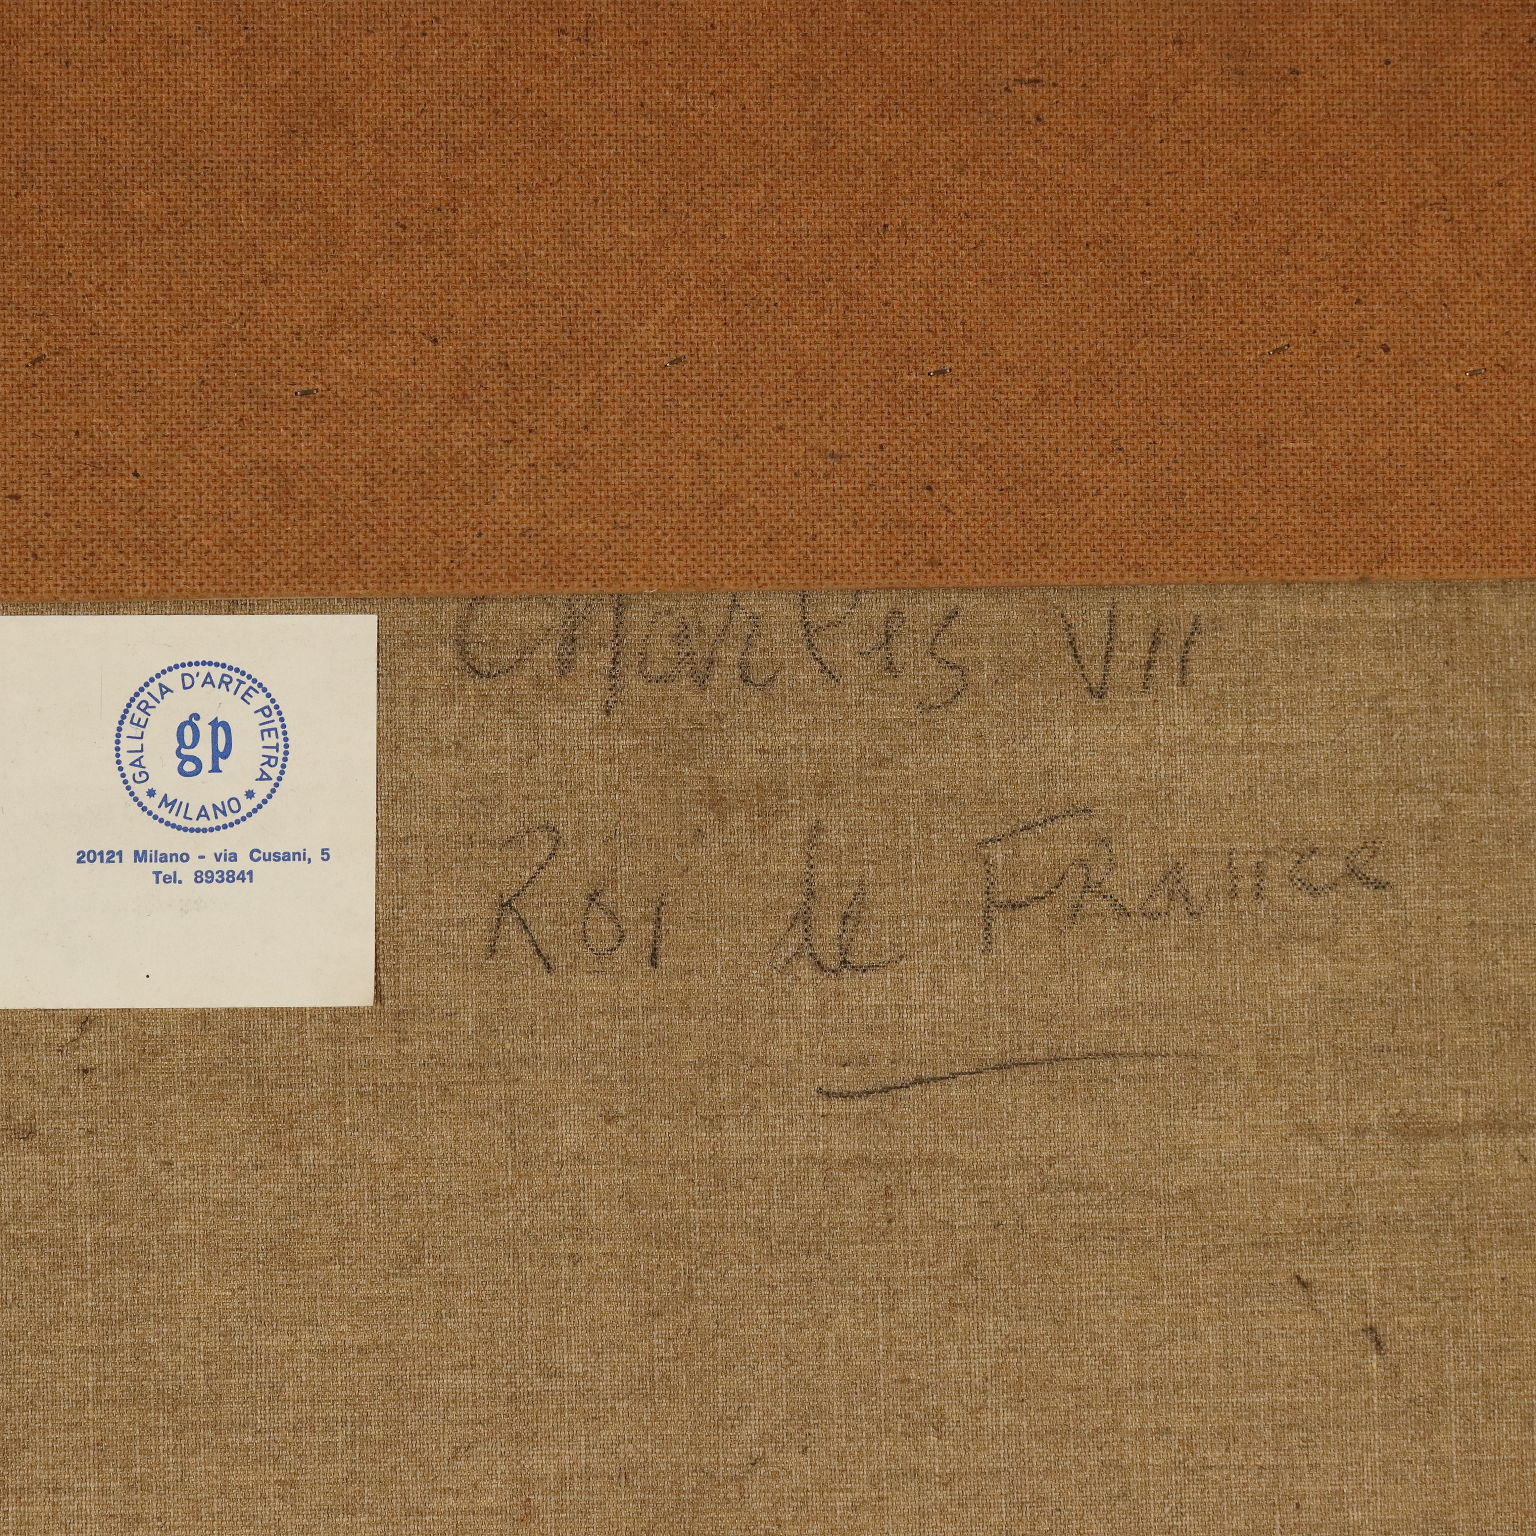 GALLERIA D'ARTE PIETRA
gp
* MILANO *
20121 Milano - via Cusani, 5
Tel. 893841
Charles VII
Roi de France